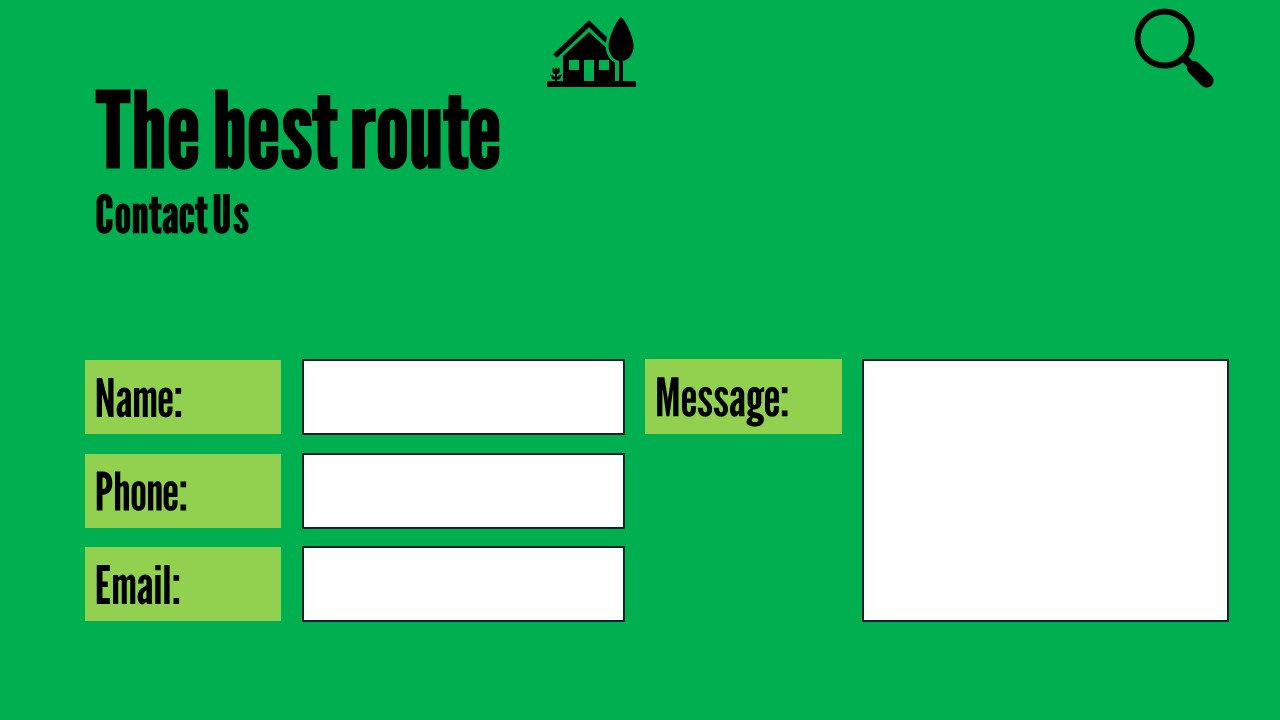 The best route
Contact Us
Name:
Message:
Phone:
Email: